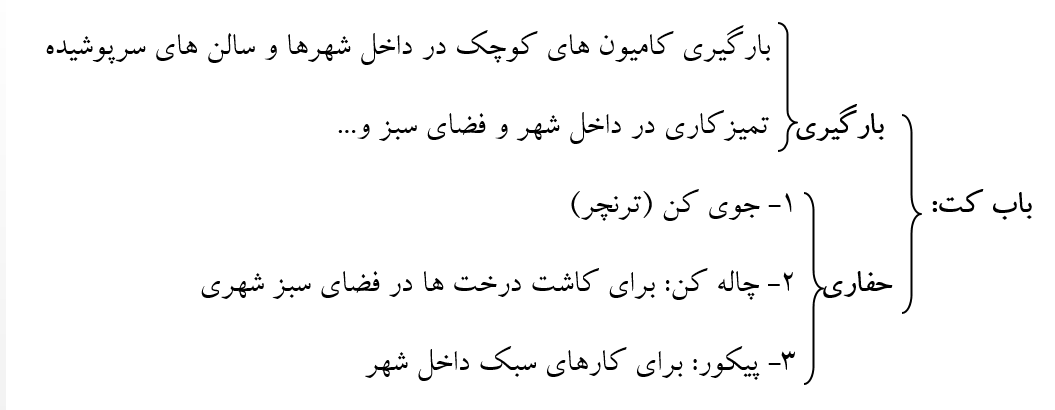 بارگیری کامیون های کوچک در داخل شهرها و سالن های سرپوشیده
بارگیری
تمیزکاری در داخل شهر و فضای سبز و...
باب کت:
۱- جوی کن (ترنچر)
حفاری
۲- چاله کن: برای کاشت درخت ها در فضای سبز شهری
۳- پیکور: برای کارهای سبک داخل شهر